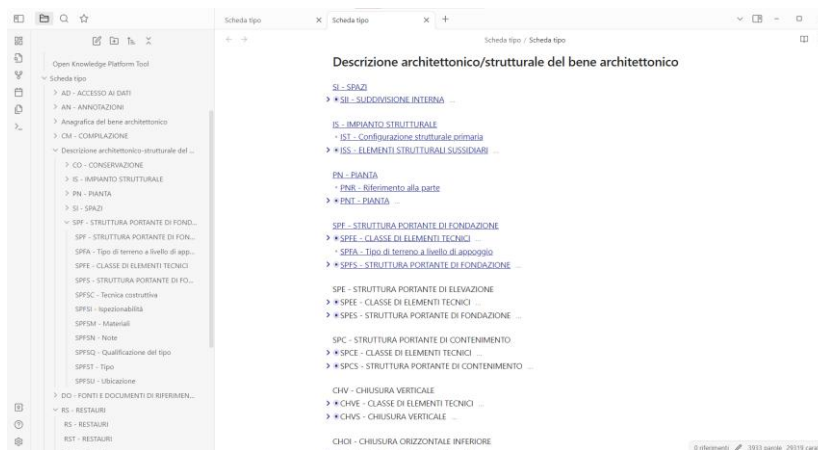 Scheda tipo
Scheda tipo
Scheda tipo / Scheda tipo
Open Knowledge Platform Tool
Scheda tipo
AD - ACCESSO AI DATI
AN - ANNOTAZIONI
Anagrafica del bene architettonico
CM - COMPILAZIONE
Descrizione architettonico-strutturale del ...
CO - CONSERVAZIONE
IS - IMPIANTO STRUTTURALE
PN - PIANTA
SI - SPAZI
SPF - STRUTTURA PORTANTE DI FOND...
SPF - STRUTTURA PORTANTE DI FON...
SPFA - Tipo di terreno a livello di app...
SPFE - CLASSE DI ELEMENTI TECNICI
SPFS - STRUTTURA PORTANTE DI FO...
SPFSC - Tecnica costruttiva
SPFSI - Ispezionabilità
SPFSM - Materiali
SPFSN - Note
SPFSQ - Qualificazione del tipo
SPFST - Tipo
SPFSU - Ubicazione
DO - FONTI E DOCUMENTI DI RIFERIMEN...
RS - RESTAURI
RS - RESTAURI
RST - RESTAURI
Descrizione architettonico/strutturale del bene architettonico
SI - SPAZI
SII - SUDDIVISIONE INTERNA ...
IS - IMPIANTO STRUTTURALE
- IST - Configurazione strutturale primaria
ISS - ELEMENTI STRUTTURALI SUSSIDIARI ...
PN - PIANTA
- PNR - Riferimento alla parte
PNT - PIANTA ...
SPF - STRUTTURA PORTANTE DI FONDAZIONE
SPFE - CLASSE DI ELEMENTI TECNICI ...
- SPFA - Tipo di terreno a livello di appoggio
SPFS - STRUTTURA PORTANTE DI FONDAZIONE ...
SPE - STRUTTURA PORTANTE DI ELEVAZIONE
SPEE - CLASSE DI ELEMENTI TECNICI ...
SPES - STRUTTURA PORTANTE DI FONDAZIONE ...
SPC - STRUTTURA PORTANTE DI CONTENIMENTO
SPCE - CLASSE DI ELEMENTI TECNICI ...
SPCS - STRUTTURA PORTANTE DI CONTENIMENTO ...
CHV - CHIUSURA VERTICALE
CHVE - CLASSE DI ELEMENTI TECNICI ...
CHVS - CHIUSURA VERTICALE ...
CHOI - CHIUSURA ORIZZONTALE INFERIORE
0 riferimenti 3933 parole 29319 cara